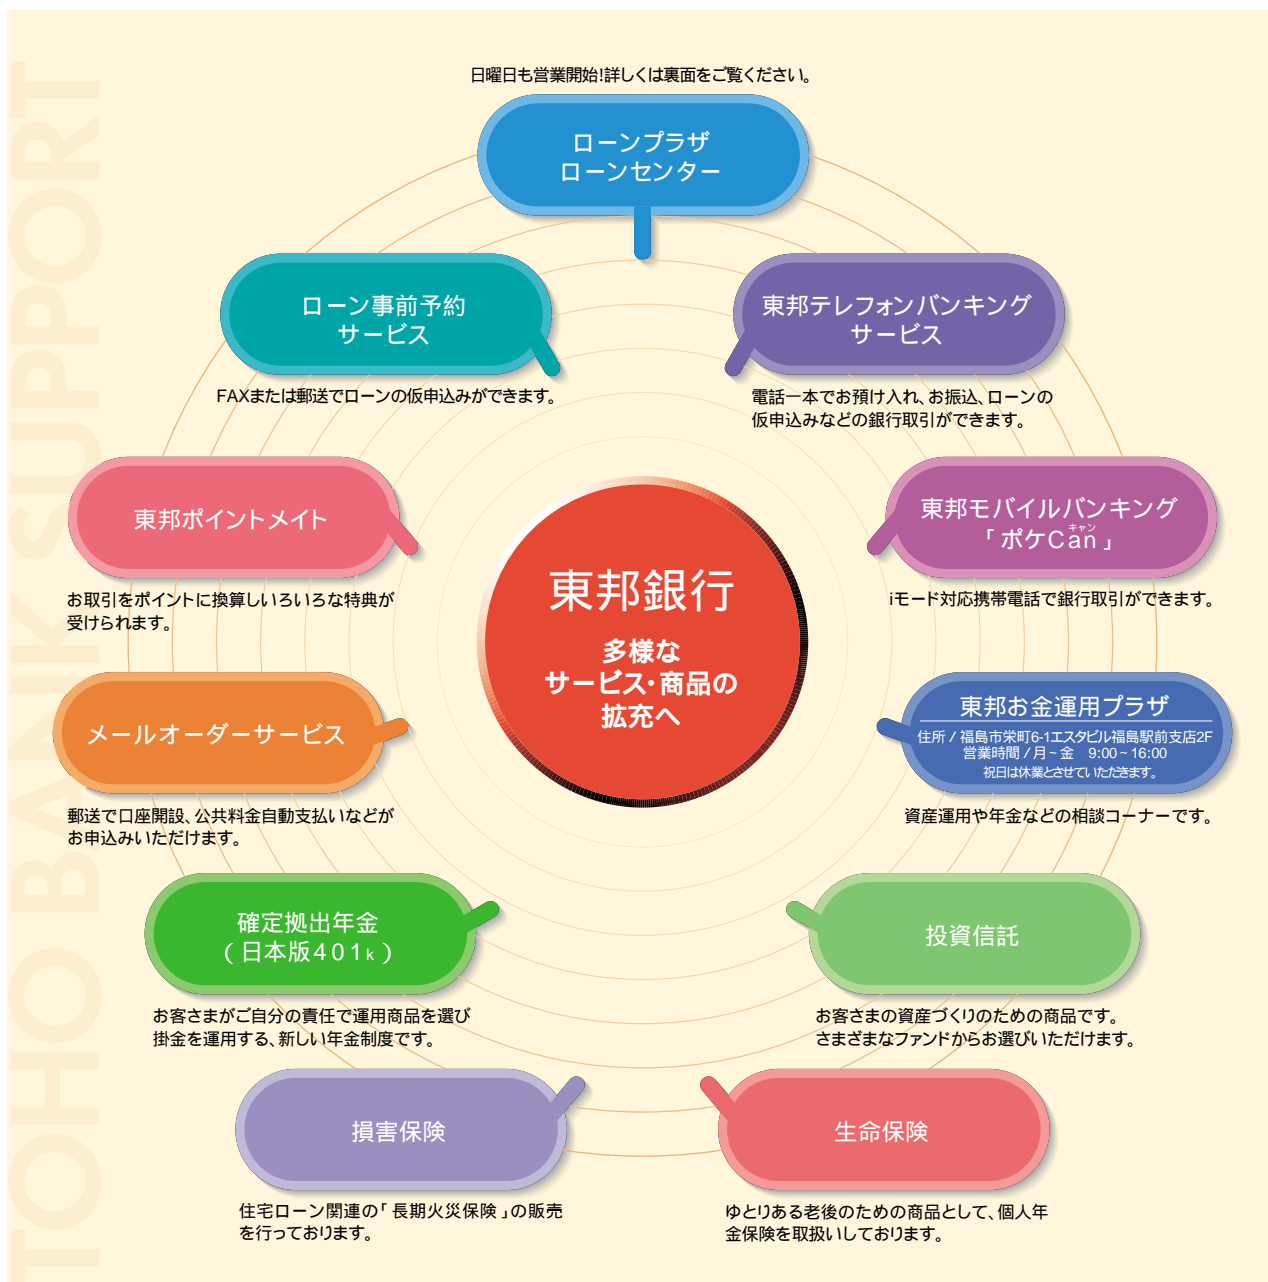 TOHO BANK SUPPORT
日曜日も営業開始!詳しくは裏面をご覧ください。
ローンプラザ
ローンセンター
ローン事前予約
サービス
FAXまたは郵送でローンの仮申込みができます。
東邦テレフォンバンキング
サービス
電話一本でお預け入れ、お振込、ローンの
仮申込みなどの銀行取引ができます。
東邦ポイントメイト
お取引をポイントに換算しいろいろな特典が
受けられます。
東邦モバイルバンキング
キャン
「ポケCan」
iモード対応携帯電話で銀行取引ができます。
東邦銀行
多様な
サービス・商品の
拡充へ
メールオーダーサービス
郵送で口座開設、公共料金自動支払いなどが
お申込みいただけます。
東邦お金運用プラザ
住所/福島市栄町6-1エスタビル福島駅前支店2F
営業時間/月~金 9:00~16:00
祝日は休業とさせていただきます。
資産運用や年金などの相談コーナーです。
確定拠出年金
(日本版401k)
お客さまがご自分の責任で運用商品を選び
掛金を運用する、新しい年金制度です。
投資信託
お客さまの資産づくりのための商品です。
さまざまなファンドからお選びいただけます。
損害保険
住宅ローン関連の「長期火災保険」の販売
を行っております。
生命保険
ゆとりある老後のための商品として、個人年
金保険を取扱いしております。